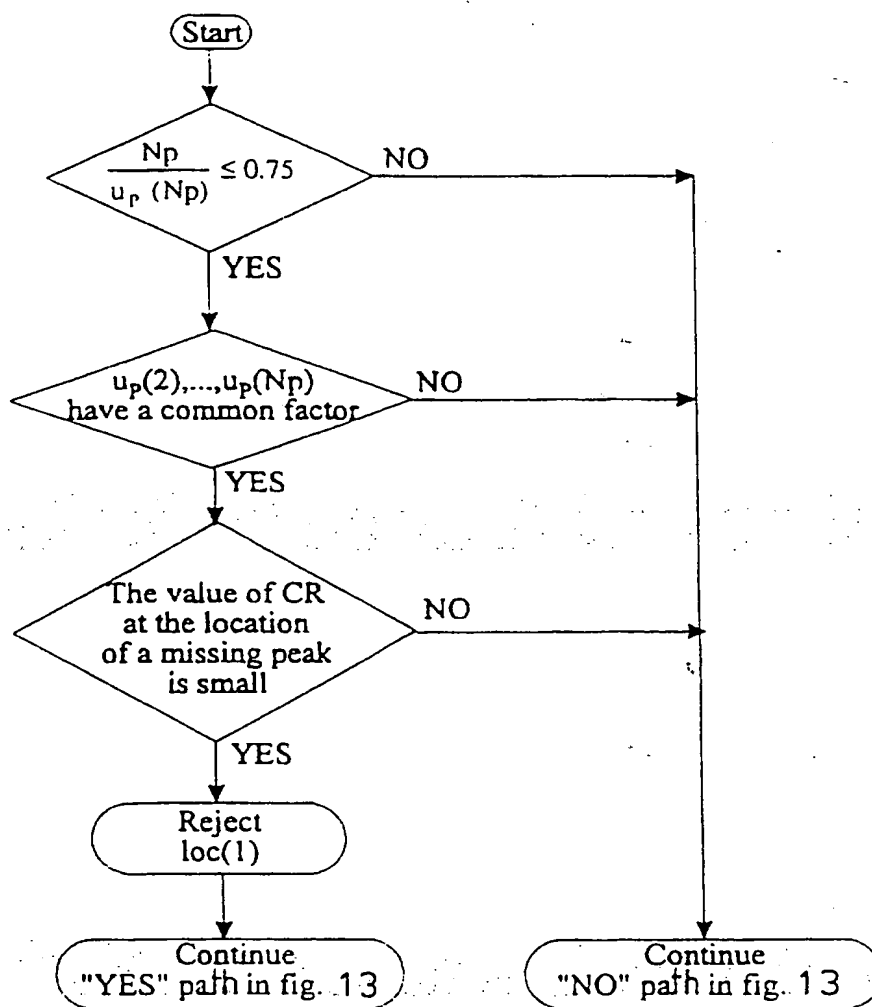 Start
Np
u_p (Np)
≤ 0.75
NO
YES
u_p(2),...,u_p(Np)
have a common factor
NO
YES
The value of CR
at the location
of a missing peak
is small
NO
YES
Reject
loc(1)
Continue
"YES" path in fig. 13
Continue
"NO" path in fig. 13